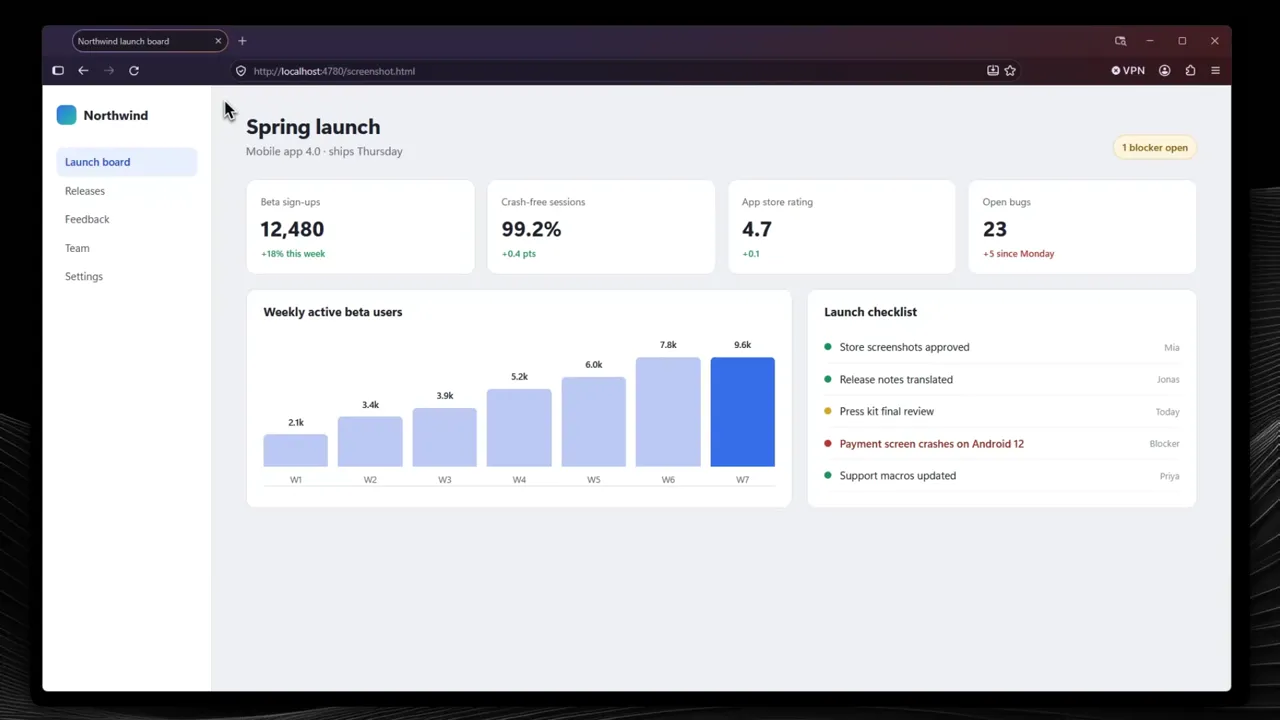 Northwind launch board
http://localhost:4780/screenshot.html
VPN
Northwind
Launch board
Releases
Feedback
Team
Settings
Spring launch
Mobile app 4.0 · ships Thursday
1 blocker open
Beta sign-ups
12,480
+18% this week
Crash-free sessions
99.2%
+0.4 pts
App store rating
4.7
+0.1
Open bugs
23
+5 since Monday
Weekly active beta users
2.1k
3.4k
3.9k
5.2k
6.0k
7.8k
9.6k
W1 W2 W3 W4 W5 W6 W7
Launch checklist
Store screenshots approved Mia
Release notes translated Jonas
Press kit final review Today
Payment screen crashes on Android 12 Blocker
Support macros updated Priya